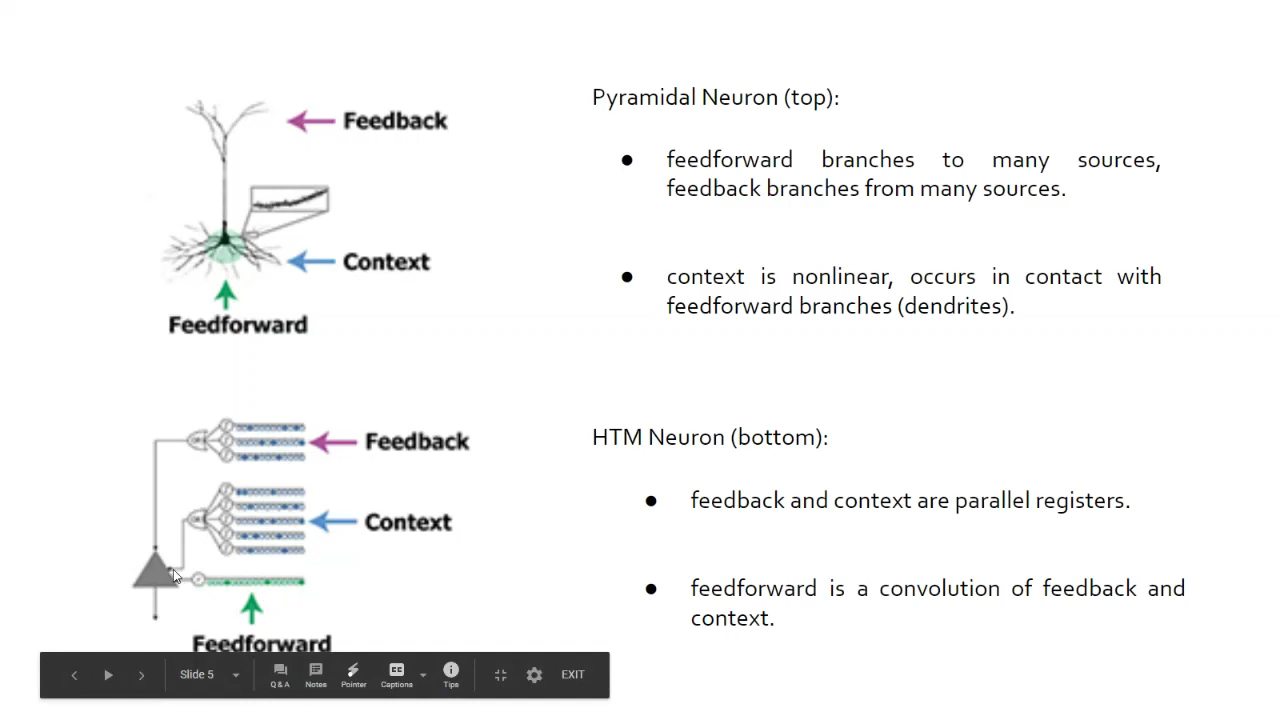 Pyramidal Neuron (top):
Feedback
● feedforward branches to many sources,
feedback branches from many sources.
Context
● context is nonlinear, occurs in contact with
feedforward branches (dendrites).
Feedforward
HTM Neuron (bottom):
Feedback
● feedback and context are parallel registers.
Context
● feedforward is a convolution of feedback and
context.
Feedforward
Slide 5
Q & A Notes Pointer Captions Tips
EXIT